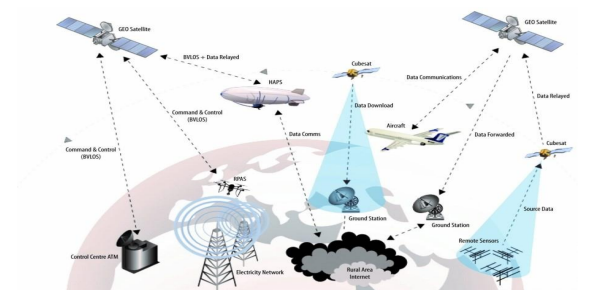 GEO Satellite
GEO Satellite
BVLOS + Data Relayed
Cubesat
HAPS
Data Communications
Command & Control
(BVLOS)
Data Download
Aircraft
Data Relayed
Data Comms
Data Forwarded
Cubesat
Command & Control
(BVLOS)
RPAS
Ground Station
Ground Station
Source Data
Remote Sensors
Control Centre ATM
Electricity Network
Rural Area
Internet